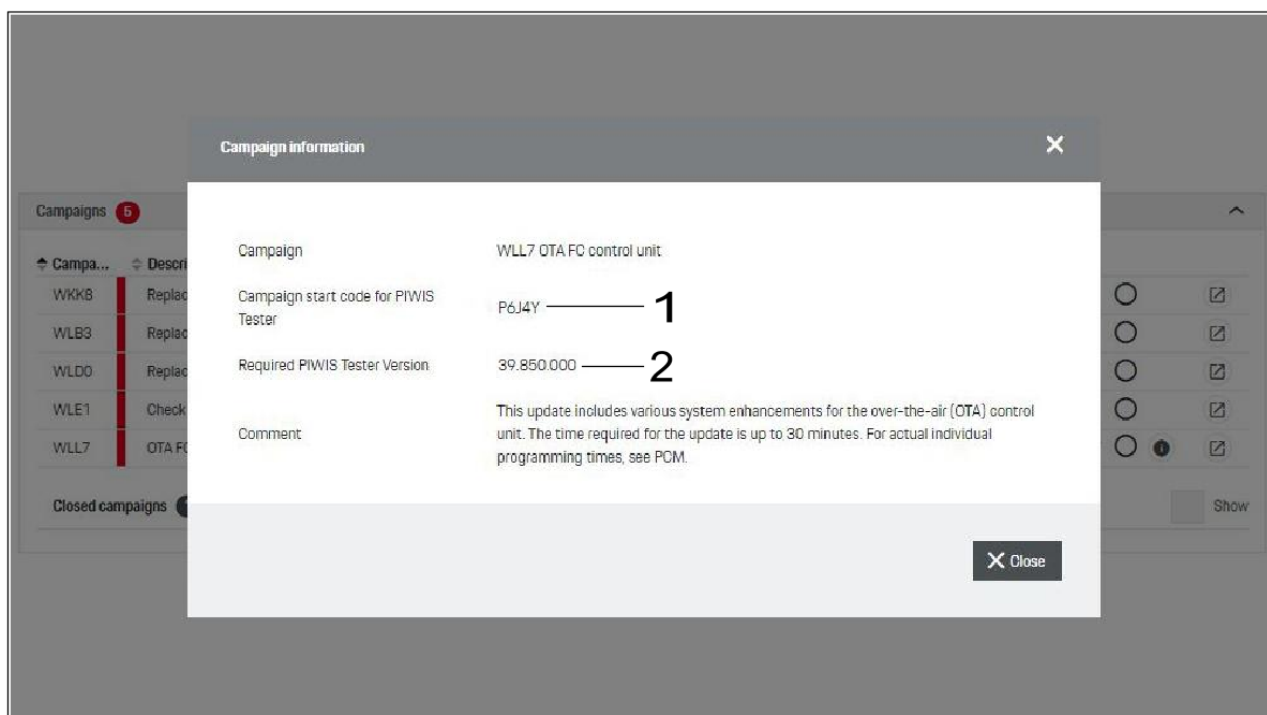 Campaign information
Campaigns 5
Campa... Descri
WKKB Replac
WLB3 Replac
WLD0 Replac
WLE1 Check
WLL7 OTA FC
Closed campaigns
Show
Campaign WLL7 OTA FC control unit
Campaign start code for PIWIS
Tester
P6J4Y 1
Required PIWIS Tester Version 39.850.000 2
Comment
This update includes various system enhancements for the over-the-air (OTA) control
unit. The time required for the update is up to 30 minutes. For actual individual
programming times, see PCM.
Close